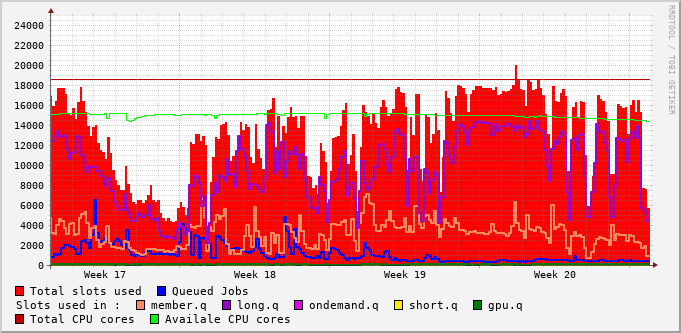 RRDTOOL / TOBI OETIKER
24000
22000
20000
18000
16000
14000
12000
10000
8000
6000
4000
2000
0
Week 17 Week 18 Week 19 Week 20
Total slots used Queued Jobs
Slots used in : member.q long.q ondemand.q short.q gpu.q
Total CPU cores Availale CPU cores